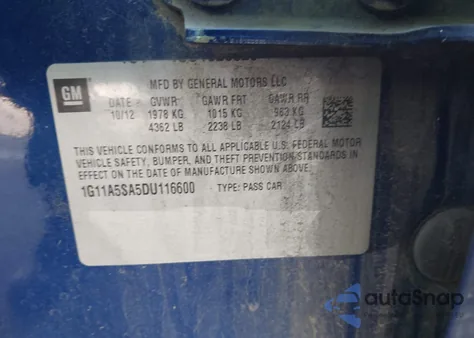 GM
MFD BY GENERAL MOTORS LLC
DATE GVWR GAWR FRT GAWR RR
10/12 1978 KG 1015 KG 963 KG
4362 LB 2238 LB 2124 LB
THIS VEHICLE CONFORMS TO ALL APPLICABLE U.S. FEDERAL MOTOR
VEHICLE SAFETY, BUMPER, AND THEFT PREVENTION STANDARDS IN
EFFECT ON THE DATE OF MANUFACTURE SHOWN ABOVE.
1G11A5SA5DU116600 TYPE: PASS CAR
autoSnap